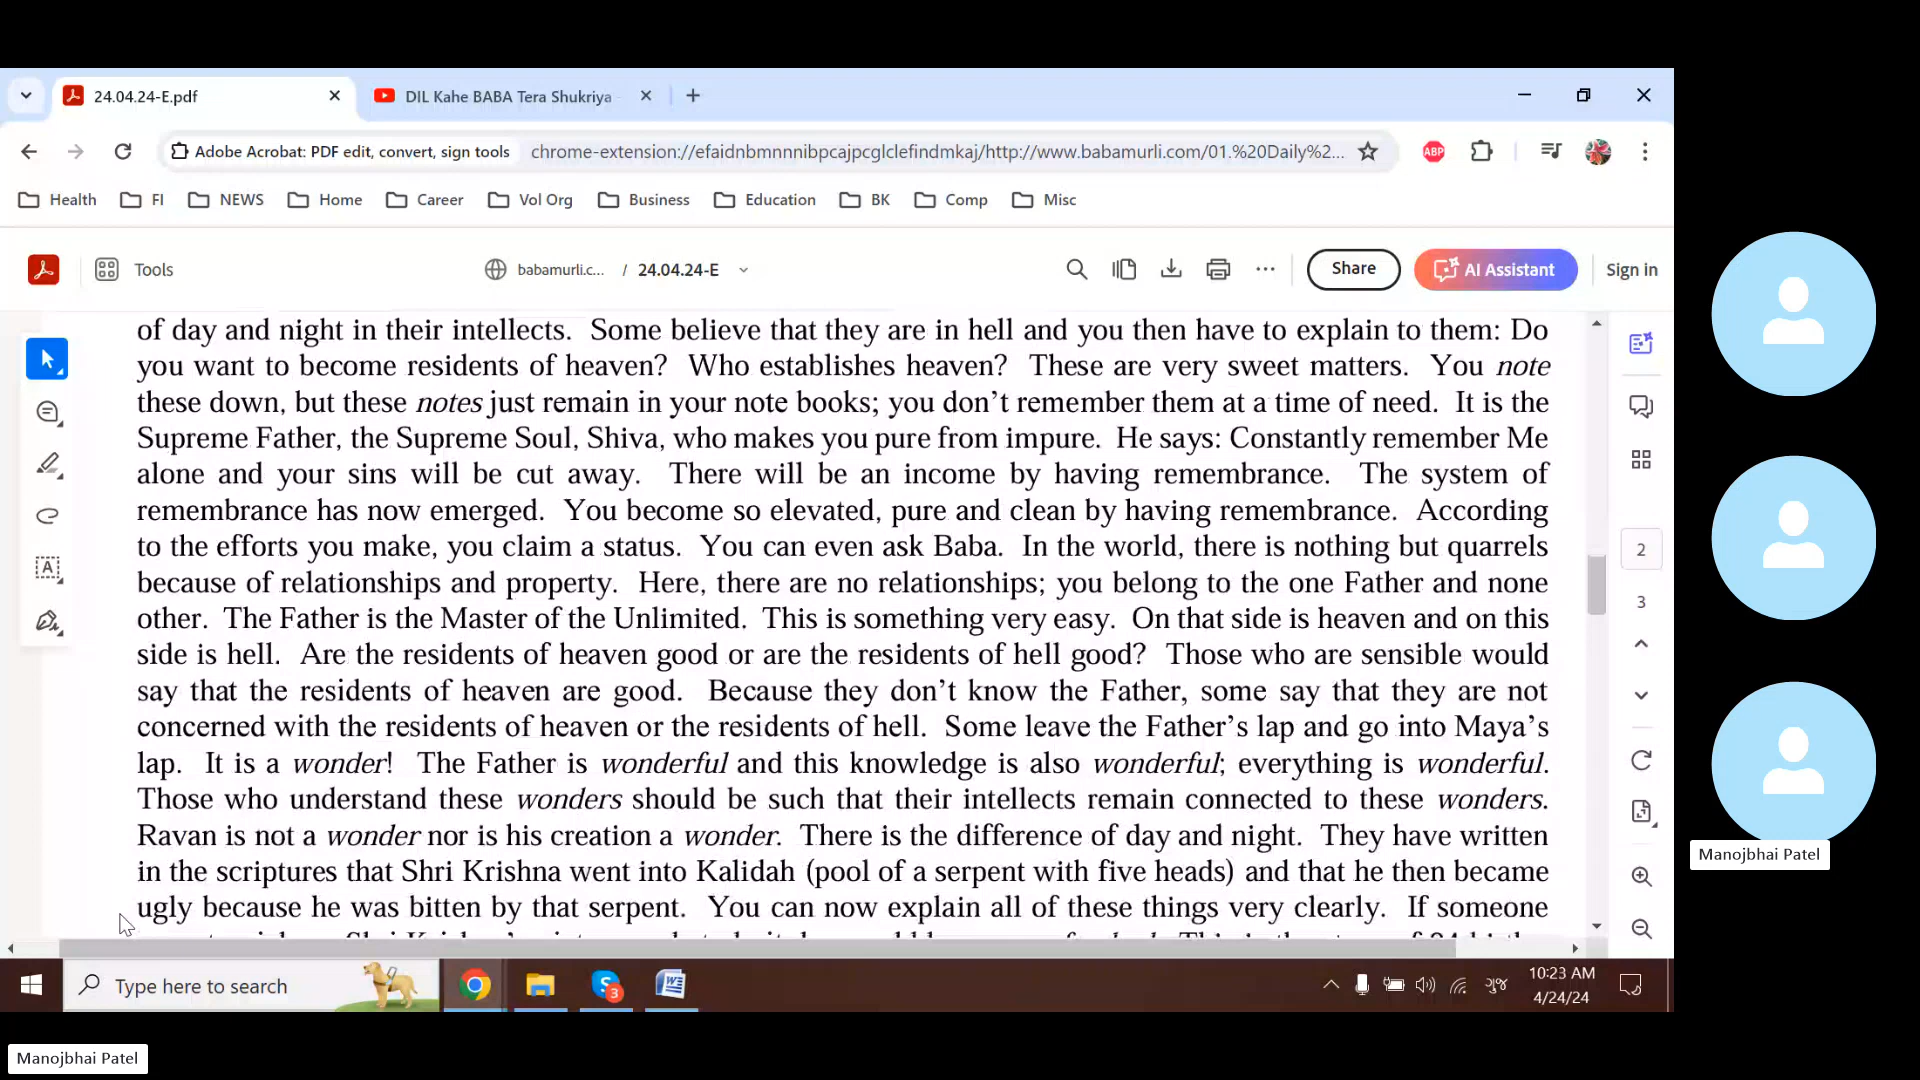 24.04.24-E.pdf
DIL Kahe BABA Tera Shukriya
Adobe Acrobat: PDF edit, convert, sign tools
chrome-extension://efaidnbmnnnibpcajpcglclefindmkaj/http://www.babamurli.com/01.%20Daily%2...
ABP
Health FI NEWS Home Career Vol Org Business Education BK Comp Misc
Tools
babamurli.c... / 24.04.24-E
Share
AI Assistant
Sign in
of day and night in their intellects. Some believe that they are in hell and you then have to explain to them: Do
you want to become residents of heaven? Who establishes heaven? These are very sweet matters. You note
these down, but these notes just remain in your note books; you don't remember them at a time of need. It is the
Supreme Father, the Supreme Soul, Shiva, who makes you pure from impure. He says: Constantly remember Me
alone and your sins will be cut away. There will be an income by having remembrance. The system of
remembrance has now emerged. You become so elevated, pure and clean by having remembrance. According
to the efforts you make, you claim a status. You can even ask Baba. In the world, there is nothing but quarrels
because of relationships and property. Here, there are no relationships; you belong to the one Father and none
other. The Father is the Master of the Unlimited. This is something very easy. On that side is heaven and on this
side is hell. Are the residents of heaven good or are the residents of hell good? Those who are sensible would
say that the residents of heaven are good. Because they don't know the Father, some say that they are not
concerned with the residents of heaven or the residents of hell. Some leave the Father's lap and go into Maya's
lap. It is a wonder! The Father is wonderful and this knowledge is also wonderful; everything is wonderful.
Those who understand these wonders should be such that their intellects remain connected to these wonders.
Ravan is not a wonder nor is his creation a wonder. There is the difference of day and night. They have written
in the scriptures that Shri Krishna went into Kalidah (pool of a serpent with five heads) and that he then became
ugly because he was bitten by that serpent. You can now explain all of these things very clearly. If someone
2
3
A
Type here to search
3
ગુજ
10:23 AM
4/24/24
Manojbhai Patel
Manojbhai Patel